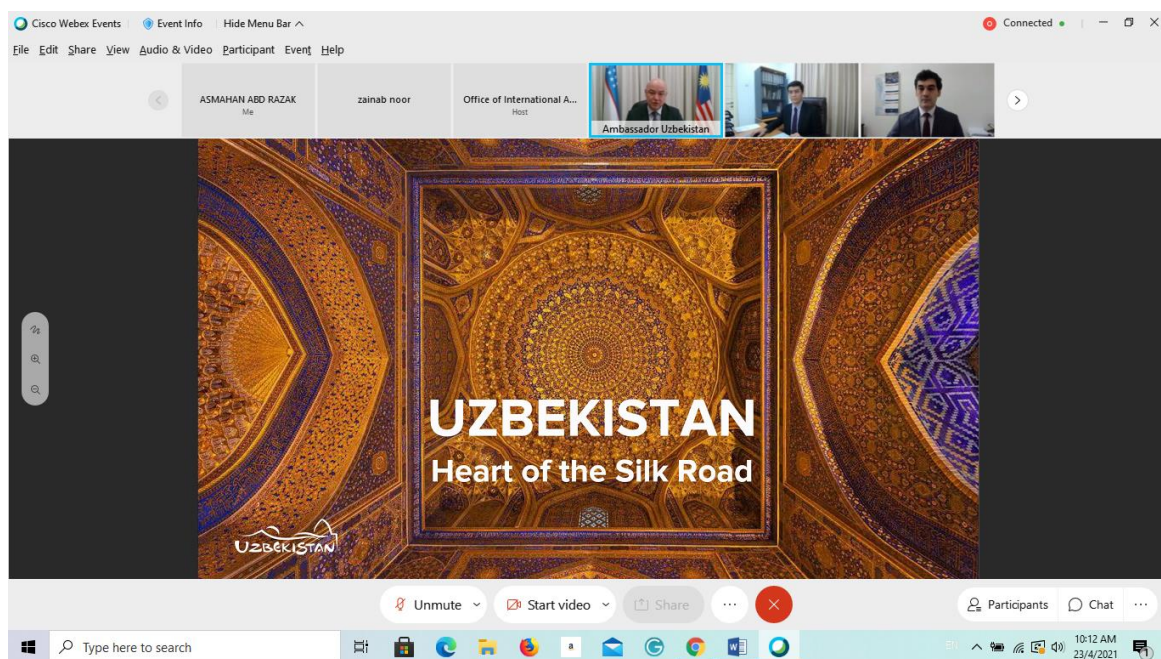 Cisco Webex Events
Event Info
Hide Menu Bar
Connected
File Edit Share View Audio & Video Participant Event Help
ASMAHAN ABD RAZAK
Me
zainab noor
Office of International A...
Host
Ambassador Uzbekistan
UZBEKISTAN
Heart of the Silk Road
UZBEKISTAN
Unmute
Start video
Share
Participants
Chat
Type here to search
a
10:12 AM
23/4/2021
1